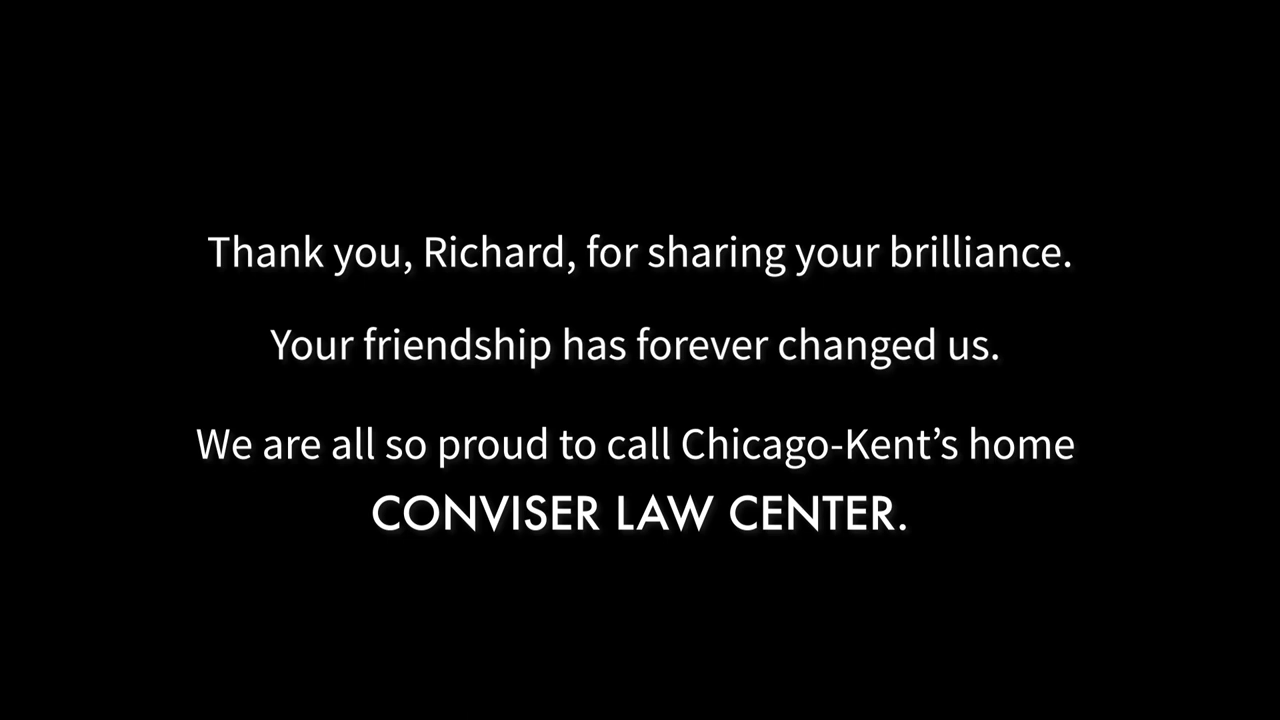 Thank you, Richard, for sharing your brilliance.
Your friendship has forever changed us.
We are all so proud to call Chicago-Kent’s home
CONVISER LAW CENTER.